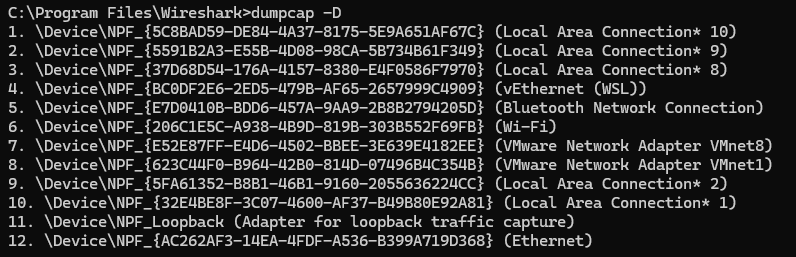 C:\Program Files\Wireshark>dumpcap -D
1. \Device\NPF_{5C8BAD59-DE84-4A37-8175-5E9A651AF67C} (Local Area Connection* 10)
2. \Device\NPF_{5591B2A3-E55B-4D08-98CA-5B734B61F349} (Local Area Connection* 9)
3. \Device\NPF_{37D68D54-176A-4157-8380-E4F0586F7970} (Local Area Connection* 8)
4. \Device\NPF_{BC0DF2E6-2ED5-479B-AF65-2657999C4909} (vEthernet (WSL))
5. \Device\NPF_{E7D0410B-BDD6-457A-9AA9-2B8B2794205D} (Bluetooth Network Connection)
6. \Device\NPF_{206C1E5C-A938-4B9D-819B-303B552F69FB} (Wi-Fi)
7. \Device\NPF_{E52E87FF-E4D6-4502-BBEE-3E639E4182EE} (VMware Network Adapter VMnet8)
8. \Device\NPF_{623C44F0-B964-42B0-814D-07496B4C354B} (VMware Network Adapter VMnet1)
9. \Device\NPF_{5FA61352-B8B1-46B1-9160-2055636224CC} (Local Area Connection* 2)
10. \Device\NPF_{32E4BE8F-3C07-4600-AF37-B49B80E92A81} (Local Area Connection* 1)
11. \Device\NPF_Loopback (Adapter for loopback traffic capture)
12. \Device\NPF_{AC262AF3-14EA-4FDF-A536-B399A719D368} (Ethernet)